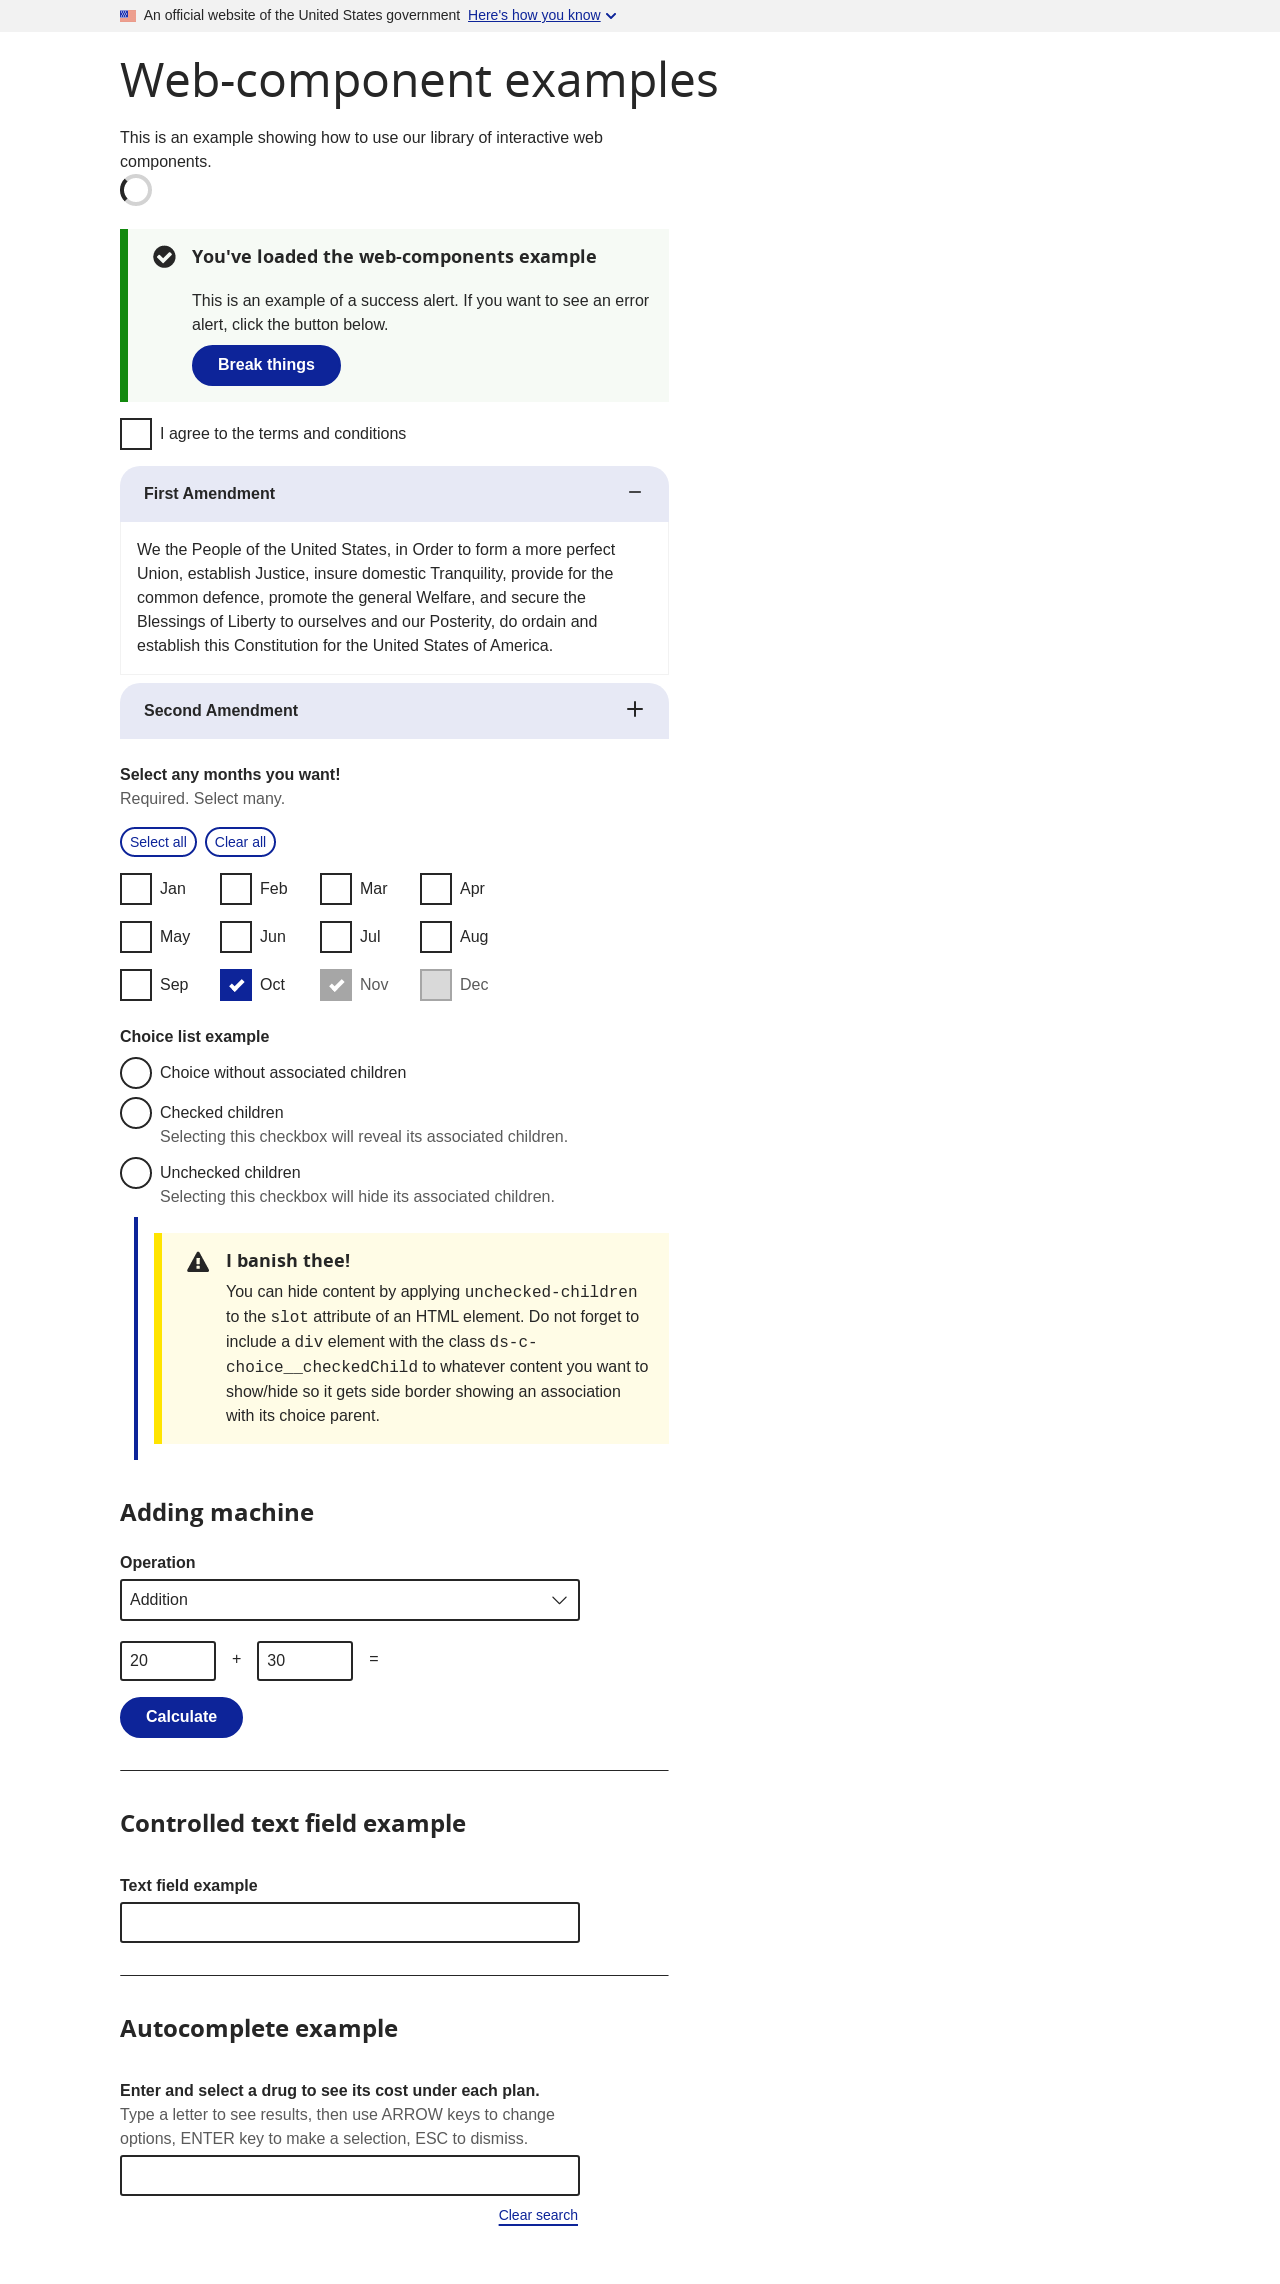 An official website of the United States government Here's how you know
Web-component examples
This is an example showing how to use our library of interactive web
components.
You've loaded the web-components example
This is an example of a success alert. If you want to see an error
alert, click the button below.
Break things
I agree to the terms and conditions
First Amendment
We the People of the United States, in Order to form a more perfect
Union, establish Justice, insure domestic Tranquility, provide for the
common defence, promote the general Welfare, and secure the
Blessings of Liberty to ourselves and our Posterity, do ordain and
establish this Constitution for the United States of America.
Second Amendment
Select any months you want!
Required. Select many.
Select all Clear all
Jan Feb Mar Apr
May Jun Jul Aug
Sep Oct Nov Dec
Choice list example
Choice without associated children
Checked children
Selecting this checkbox will reveal its associated children.
Unchecked children
Selecting this checkbox will hide its associated children.
I banish thee!
You can hide content by applying unchecked-children
to the slot attribute of an HTML element. Do not forget to
include a div element with the class ds-c-
choice__checkedChild to whatever content you want to
show/hide so it gets side border showing an association
with its choice parent.
Adding machine
Operation
Addition
20 + 30 =
Calculate
Controlled text field example
Text field example
Autocomplete example
Enter and select a drug to see its cost under each plan.
Type a letter to see results, then use ARROW keys to change
options, ENTER key to make a selection, ESC to dismiss.
Clear search